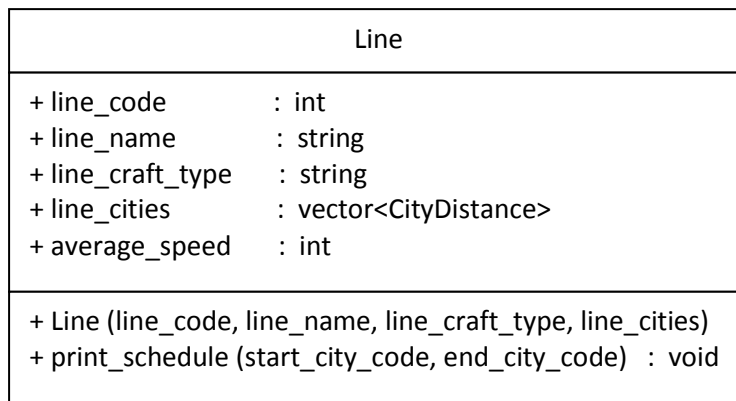 Line
+ line_code : int
+ line_name : string
+ line_craft_type : string
+ line_cities : vector<CityDistance>
+ average_speed : int
+ Line (line_code, line_name, line_craft_type, line_cities)
+ print_schedule (start_city_code, end_city_code) : void